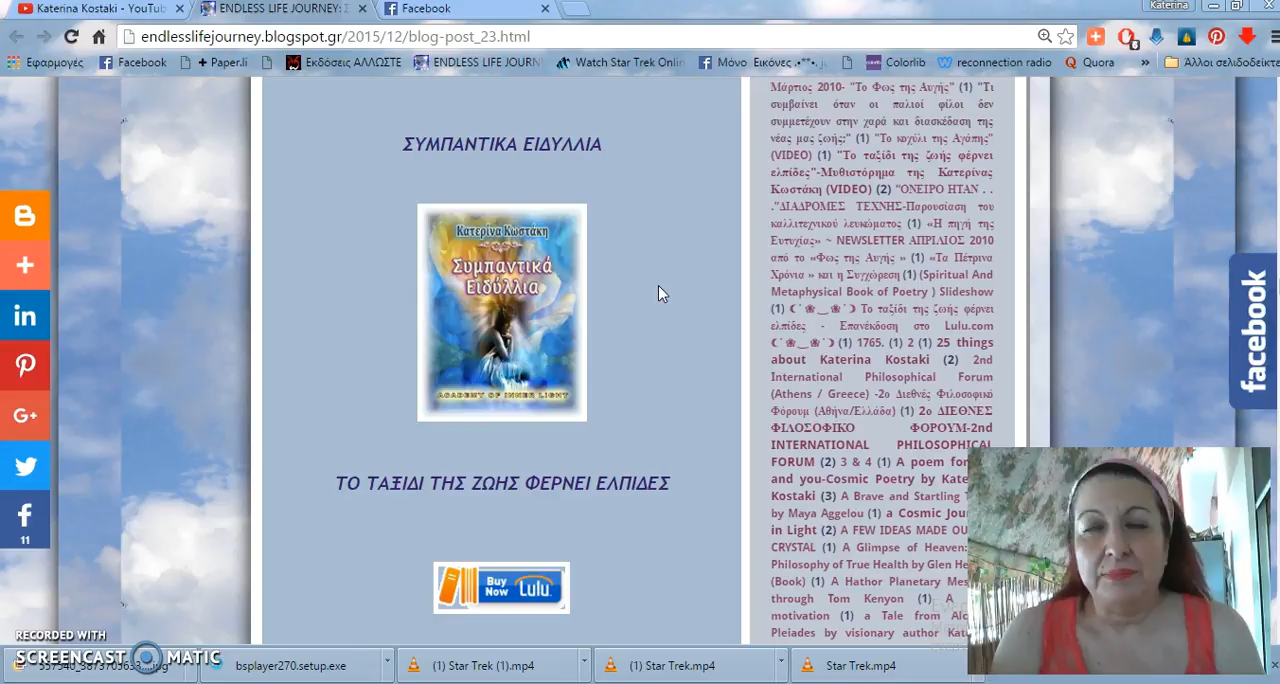 Katerina Kostaki - YouTub
ENDLESS LIFE JOURNEY:
Facebook
Katerina
endlesslifejourney.blogspot.gr/2015/12/blog-post_23.html
Εφαρμογές
Facebook
+ Paper.li
Εκδόσεις ΑΛΛΩΣΤΕ
ENDLESS LIFE JOURN
Watch Star Trek Onlin
Μόνο Εικόνες
Colorlib
reconnection radio
Quora
»
Άλλοι σελιδοδείκτε
ΣΥΜΠΑΝΤΙΚΑ ΕΙΔΥΛΛΙΑ
Κατερίνα Κωστάκη
Συμπαντικά
Ειδύλλια
ACADEMY OF INNER LIGHT
ΤΟ ΤΑΞΙΔΙ ΤΗΣ ΖΩΗΣ ΦΕΡΝΕΙ ΕΛΠΙΔΕΣ
Buy
Now Lulu
Μάρτιος 2010- "Το Φως της Αυγής" (1) "Τι
συμβαίνει όταν οι παλιοί φίλοι δεν
συμμετέχουν στην χαρά και διασκέδαση της
νέας μας ζωής;" (1) "Το κοχύλι της Αγάπης"
(VIDEO) (1) "Το ταξίδι της ζωής φέρνει
ελπίδες"-Μυθιστόρημα της Κατερίνας
Κωστάκη (VIDEO) (2) "ΟΝΕΙΡΟ ΗΤΑΝ . .
."ΔΙΑΔΡΟΜΕΣ ΤΕΧΝΗΣ-Παρουσίαση του
καλλιτεχνικού λευκώματος (1) «Η πηγή της
Ευτυχίας» ~ NEWSLETTER ΑΠΡΙΛΙΟΣ 2010
από το «Φως της Αυγής » (1) «Τα Πέτρινα
Χρόνια » και η Συγχώρεση (1) (Spiritual And
Metaphysical Book of Poetry ) Slideshow
(1) Το ταξίδι της ζωής φέρνει
ελπίδες - Επανέκδοση στο Lulu.com
(1) 1765. (1) 2 (1) 25 things
about Katerina Kostaki (2) 2nd
International Philosophical Forum
(Athens / Greece) -2ο Διεθνές Φιλοσοφικό
Φόρουμ (Αθήνα/Ελλάδα) (1) 2ο ΔΙΕΘΝΕΣ
ΦΙΛΟΣΟΦΙΚΟ ΦΟΡΟΥΜ-2nd
INTERNATIONAL PHILOSOPHICAL
FORUM (2) 3 & 4 (1) A poem for
and you-Cosmic Poetry by Kate
Kostaki (3) A Brave and Startling
by Maya Aggelou (1) a Cosmic Jou
in Light (2) A FEW IDEAS MADE OU
CRYSTAL (1) A Glimpse of Heaven:
Philosophy of True Health by Glen He
(Book) (1) A Hathor Planetary Mes
through Tom Kenyon (1) A
motivation (1) a Tale from Alc
Pleiades by visionary author Kat
11
facebook
RECORDED WITH
SCREENCAST MATIC
bsplayer270.setup.exe
(1) Star Trek (1).mp4
(1) Star Trek.mp4
Star Trek.mp4